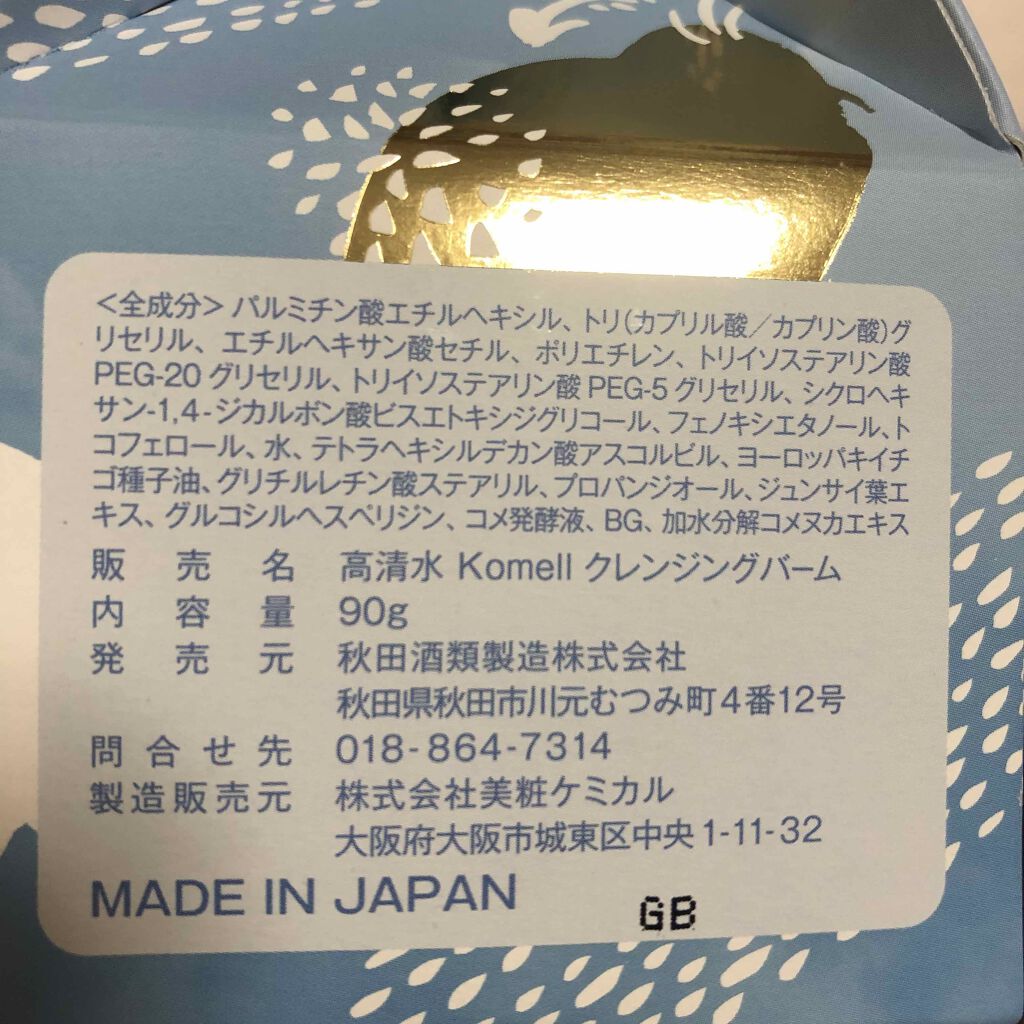 ＜全成分＞パルミチン酸エチルヘキシル、トリ(カプリル酸／カプリン酸)グ
リセリル、エチルヘキサン酸セチル、ポリエチレン、トリイソステアリン酸
PEG-20グリセリル、トリイソステアリン酸PEG-5グリセリル、シクロヘキ
サン-1,4-ジカルボン酸ビスエトキシジグリコール、フェノキシエタノール、ト
コフェロール、水、テトラヘキシルデカン酸アスコルビル、ヨーロッパキイチ
ゴ種子油、グリチルレチン酸ステアリル、プロパンジオール、ジュンサイ葉エ
キス、グルコシルヘスペリジン、コメ発酵液、BG、加水分解コメヌカエキス
販売名 高清水 Komell クレンジングバーム
内容量 90g
発売元 秋田酒類製造株式会社
秋田県秋田市川元むつみ町4番12号
問合せ先 018-864-7314
製造販売元 株式会社美粧ケミカル
大阪府大阪市城東区中央1-11-32
MADE IN JAPAN
GB